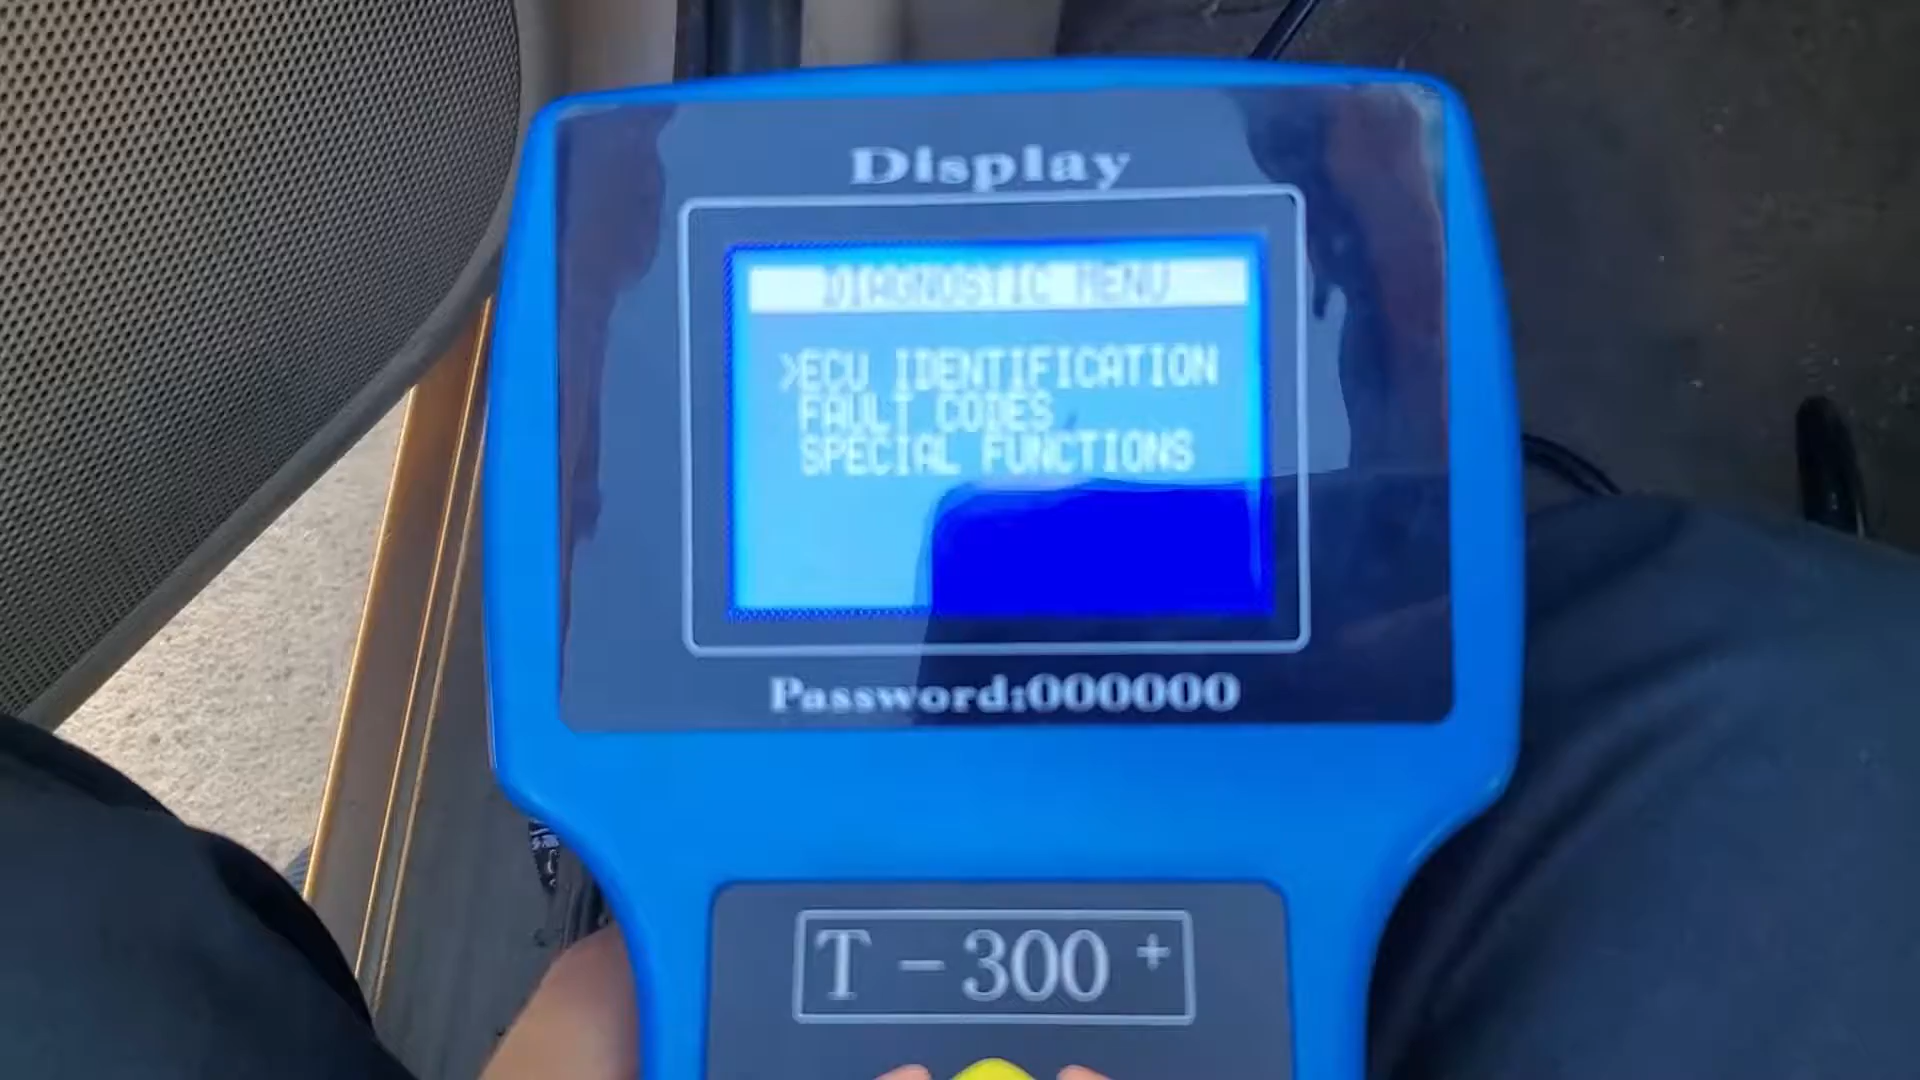 Display
DIAGNOSTIC MENU
>ECU IDENTIFICATION
FAULT CODES
SPECIAL FUNCTIONS
Password:000000
T-300+